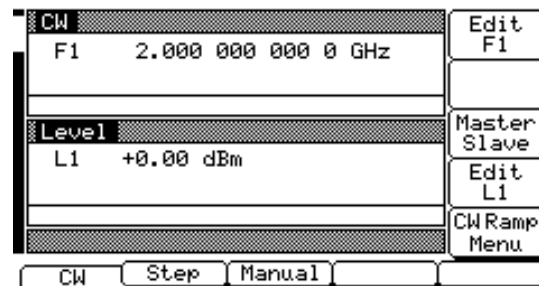 CW
F1 2.000 000 000 0 GHz
Level
L1 +0.00 dBm
Edit
F1
Master
Slave
Edit
L1
CW Ramp
Menu
CW Step Manual